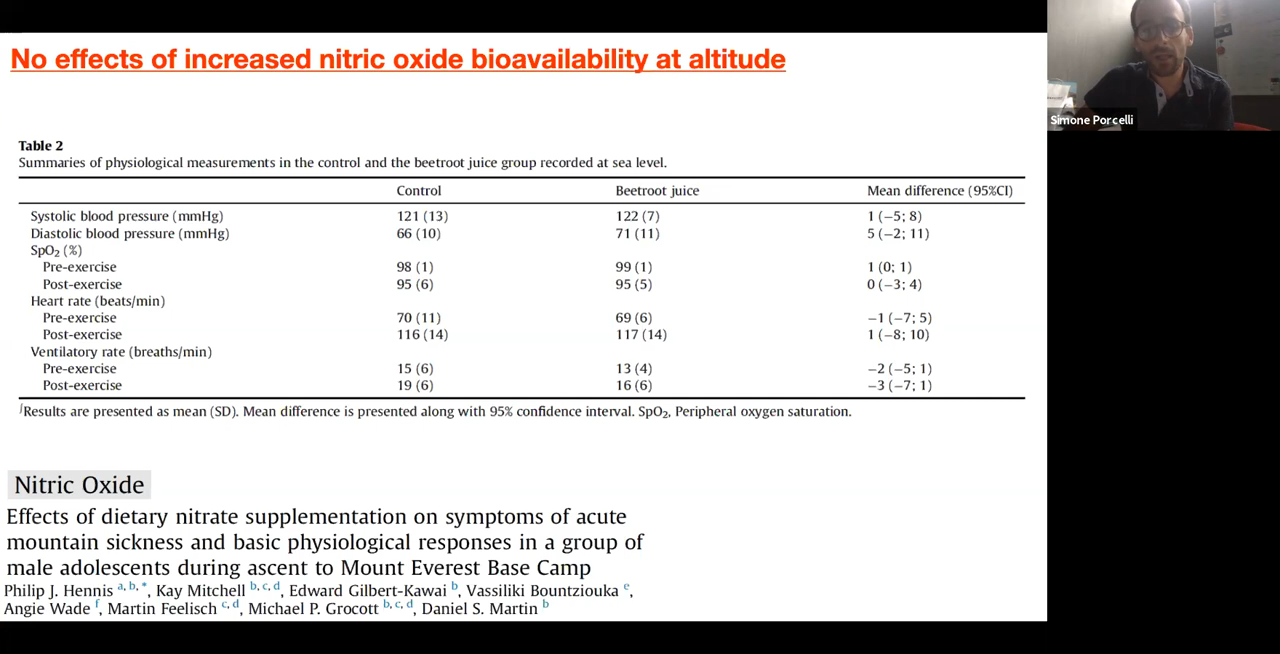 No effects of increased nitric oxide bioavailability at altitude
Simone Porcelli
Table 2
Summaries of physiological measurements in the control and the beetroot juice group recorded at sea level.
Control Beetroot juice Mean difference (95%CI)
Systolic blood pressure (mmHg) 121 (13) 122 (7) 1 (−5; 8)
Diastolic blood pressure (mmHg) 66 (10) 71 (11) 5 (−2; 11)
SpO₂ (%)
Pre-exercise 98 (1) 99 (1) 1 (0; 1)
Post-exercise 95 (6) 95 (5) 0 (−3; 4)
Heart rate (beats/min)
Pre-exercise 70 (11) 69 (6) −1 (−7; 5)
Post-exercise 116 (14) 117 (14) 1 (−8; 10)
Ventilatory rate (breaths/min)
Pre-exercise 15 (6) 13 (4) −2 (−5; 1)
Post-exercise 19 (6) 16 (6) −3 (−7; 1)
Results are presented as mean (SD). Mean difference is presented along with 95% confidence interval. SpO₂, Peripheral oxygen saturation.
Nitric Oxide
Effects of dietary nitrate supplementation on symptoms of acute
mountain sickness and basic physiological responses in a group of
male adolescents during ascent to Mount Everest Base Camp
Philip J. Hennis a, b, *, Kay Mitchell b, c, d, Edward Gilbert-Kawai b, Vassiliki Bountziouka e,
Angie Wade f, Martin Feelisch c, d, Michael P. Grocott b, c, d, Daniel S. Martin b